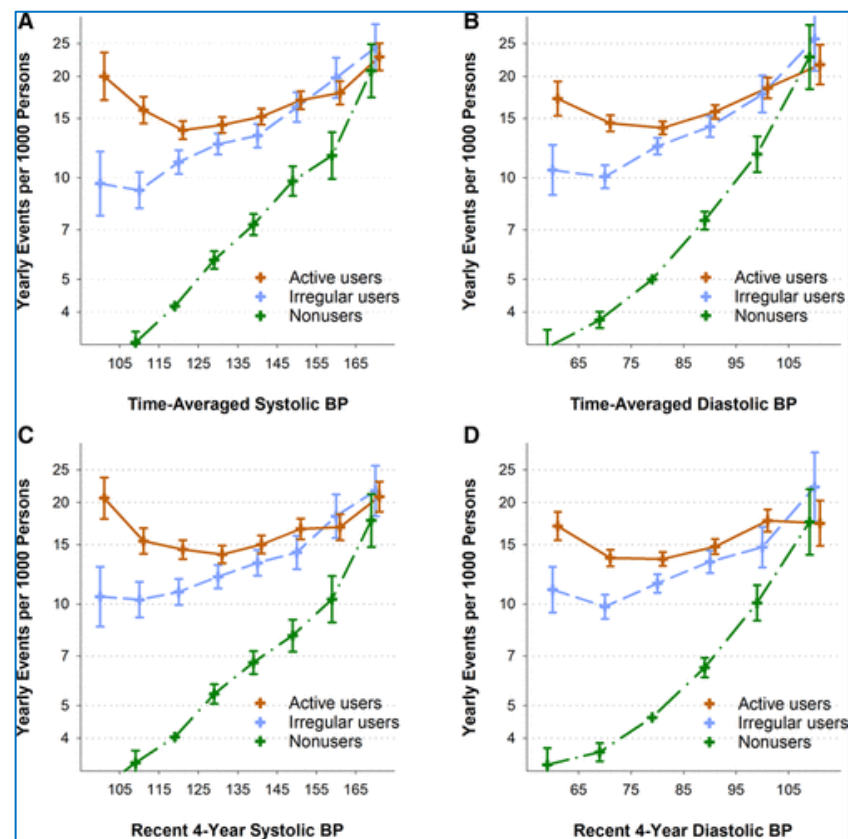 A
Yearly Events per 1000 Persons
25
20
15
10
7
5
4
Active users
Irregular users
Nonusers
105 115 125 135 145 155 165
Time-Averaged Systolic BP
B
Yearly Events per 1000 Persons
25
20
15
10
7
5
4
Active users
Irregular users
Nonusers
65 75 85 95 105
Time-Averaged Diastolic BP
C
Yearly Events per 1000 Persons
25
20
15
10
7
5
4
Active users
Irregular users
Nonusers
105 115 125 135 145 155 165
Recent 4-Year Systolic BP
D
Yearly Events per 1000 Persons
25
20
15
10
7
5
4
Active users
Irregular users
Nonusers
65 75 85 95 105
Recent 4-Year Diastolic BP